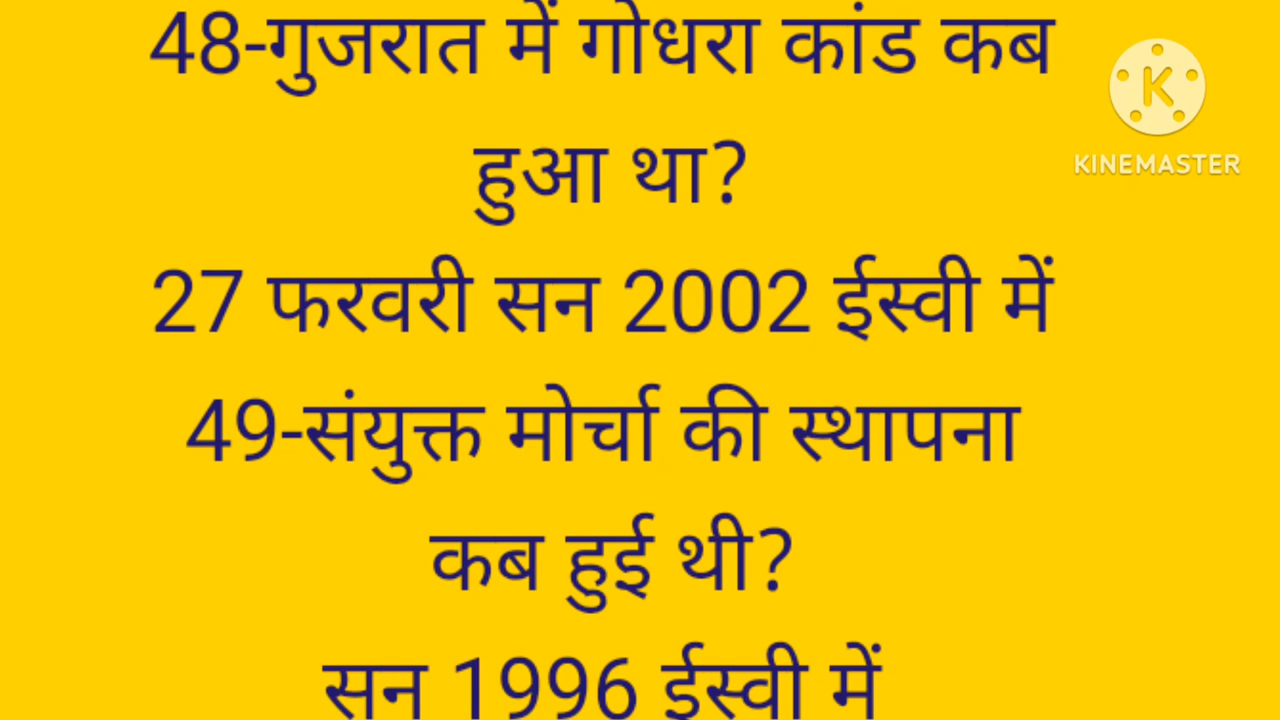 48-गुजरात में गोधरा कांड कब
हुआ था?
27 फरवरी सन 2002 ईस्वी में
49-संयुक्त मोर्चा की स्थापना
कब हुई थी?
सन 1996 ईस्वी में
K
KINEMASTER